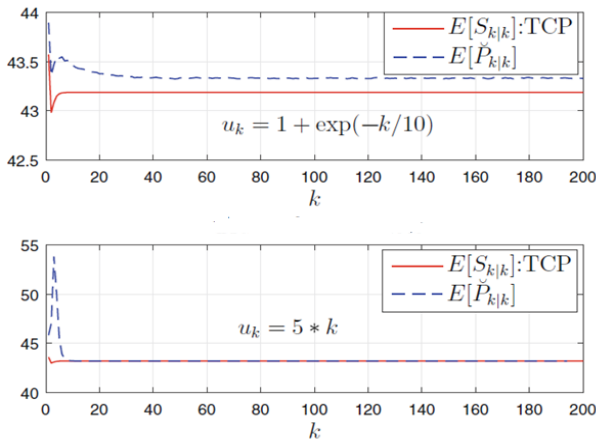 44
43.5
43
42.5
0 20 40 60 80 100 120 140 160 180 200
k
E[S_{k|k}]:TCP
E[P̆_{k|k}]
u_k = 1 + exp(−k/10)
55
50
45
40
0 20 40 60 80 100 120 140 160 180 200
k
E[S_{k|k}]:TCP
E[P̆_{k|k}]
u_k = 5 * k